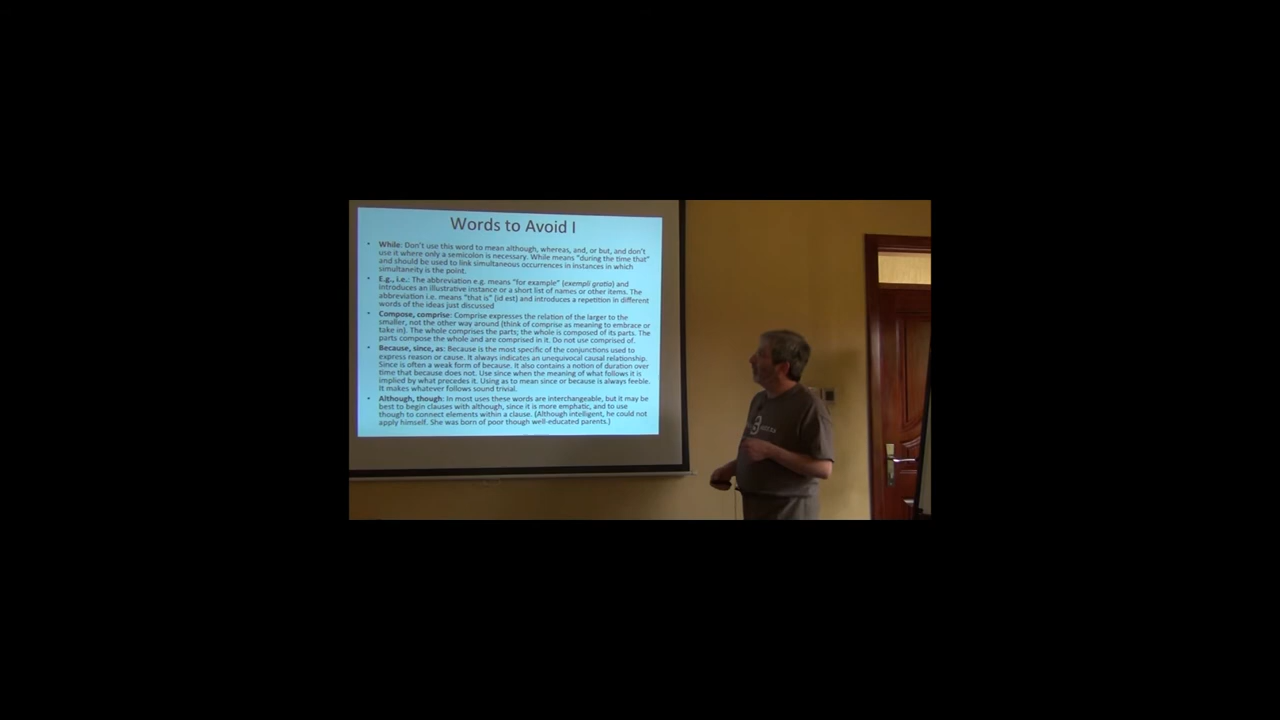 Words to Avoid I
• While: Don't use this word to mean although, whereas, and, or but, and don't
use it where only a semicolon is necessary. While means "during the time that"
and should be used to link simultaneous occurrences in instances in which
simultaneity is the point.
• E.g., i.e.: The abbreviation e.g. means "for example" (exempli gratia) and
introduces an illustrative instance or a short list of names or other items. The
abbreviation i.e. means "that is" (id est) and introduces a repetition in different
words of the ideas just discussed
• Compose, comprise: Comprise expresses the relation of the larger to the
smaller, not the other way around (think of comprise as meaning to embrace or
take in). The whole comprises the parts; the whole is composed of its parts. The
parts compose the whole and are comprised in it. Do not use comprised of.
• Because, since, as: Because is the most specific of the conjunctions used to
express reason or cause. It always indicates an unequivocal causal relationship.
Since is often a weak form of because. It also contains a notion of duration over
time that because does not. Use since when the meaning of what follows it is
implied by what precedes it. Using as to mean since or because is always feeble.
It makes whatever follows sound trivial.
• Although, though: In most uses these words are interchangeable, but it may be
best to begin clauses with although, since it is more emphatic, and to use
though to connect elements within a clause. (Although intelligent, he could not
apply himself. She was born of poor though well-educated parents.)